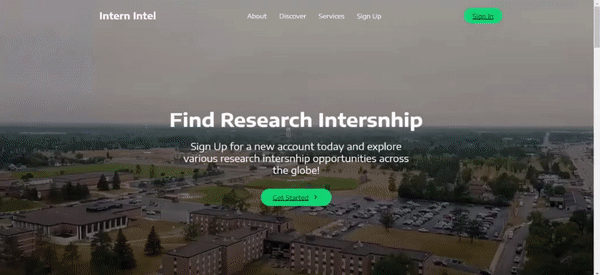 Intern Intel
About Discover Services Sign Up
Sign In
Find Research Intersnhip
Sign Up for a new account today and explore
various research intersnhip opportunities across
the globe!
Get Started